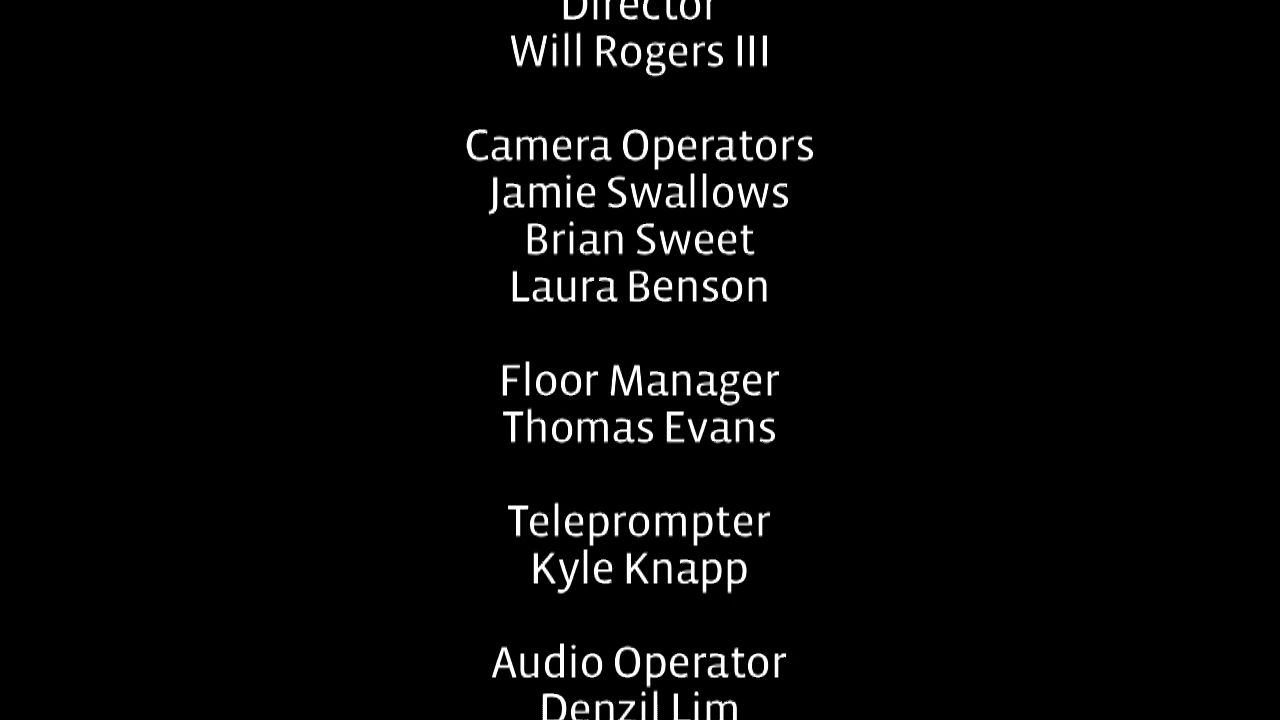 Director
Will Rogers III
Camera Operators
Jamie Swallows
Brian Sweet
Laura Benson
Floor Manager
Thomas Evans
Teleprompter
Kyle Knapp
Audio Operator
Denzil Lim